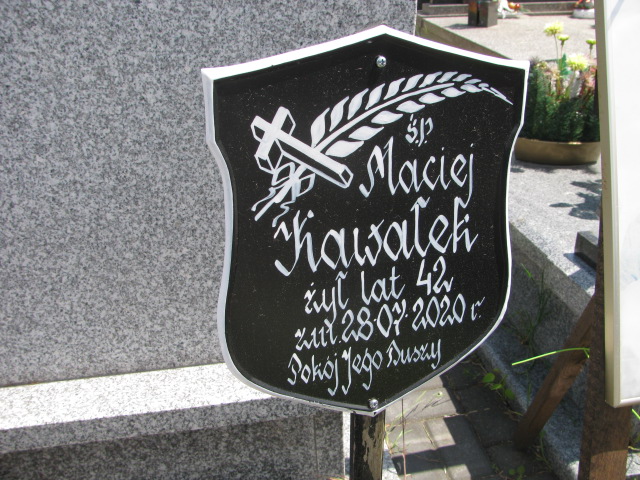 ś.p.
Maciej
Kawałek
żył lat 42
zm. 28.07.2020 r.
Pokój Jego Duszy